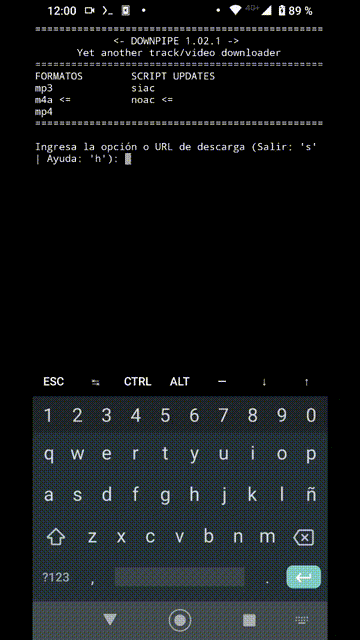 12:00 4G+ 89 %
================================================
<- DOWNPIPE 1.02.1 ->
Yet another track/video downloader
================================================
FORMATOS SCRIPT UPDATES
mp3 siac
m4a <= noac <=
mp4
================================================
Ingresa la opción o URL de descarga (Salir: 's'
| Ayuda: 'h'):
ESC ⇆ CTRL ALT — ↓ ↑
1 2 3 4 5 6 7 8 9 0
q w e r t y u i o p
a s d f g h j k l ñ
z x c v b n m
?123 , .